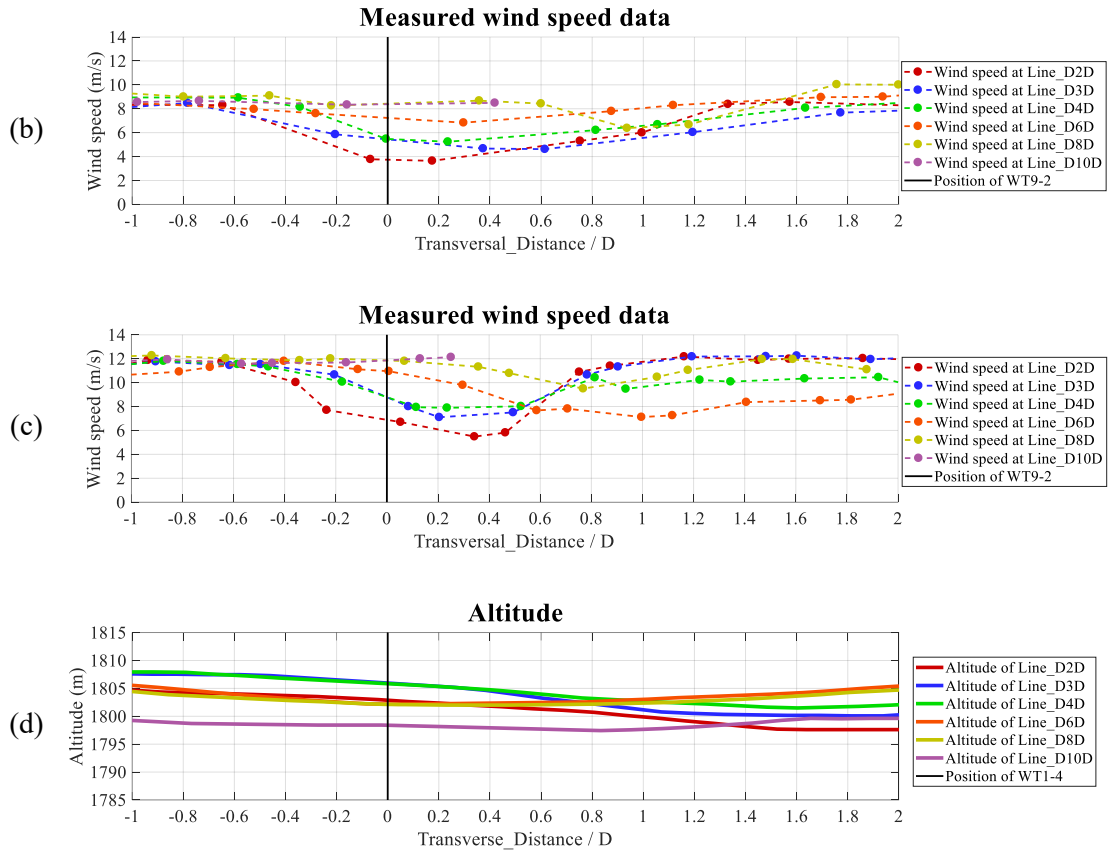 Measured wind speed data
(b)
Wind speed (m/s)
14
12
10
8
6
4
2
0
-1 -0.8 -0.6 -0.4 -0.2 0 0.2 0.4 0.6 0.8 1 1.2 1.4 1.6 1.8 2
Transversal_Distance / D
Wind speed at Line_D2D
Wind speed at Line_D3D
Wind speed at Line_D4D
Wind speed at Line_D6D
Wind speed at Line_D8D
Wind speed at Line_D10D
Position of WT9-2
Measured wind speed data
(c)
Wind speed (m/s)
14
12
10
8
6
4
2
0
-1 -0.8 -0.6 -0.4 -0.2 0 0.2 0.4 0.6 0.8 1 1.2 1.4 1.6 1.8 2
Transversal_Distance / D
Wind speed at Line_D2D
Wind speed at Line_D3D
Wind speed at Line_D4D
Wind speed at Line_D6D
Wind speed at Line_D8D
Wind speed at Line_D10D
Position of WT9-2
Altitude
(d)
Altitude (m)
1815
1810
1805
1800
1795
1790
1785
-1 -0.8 -0.6 -0.4 -0.2 0 0.2 0.4 0.6 0.8 1 1.2 1.4 1.6 1.8 2
Transverse_Distance / D
Altitude of Line_D2D
Altitude of Line_D3D
Altitude of Line_D4D
Altitude of Line_D6D
Altitude of Line_D8D
Altitude of Line_D10D
Position of WT1-4